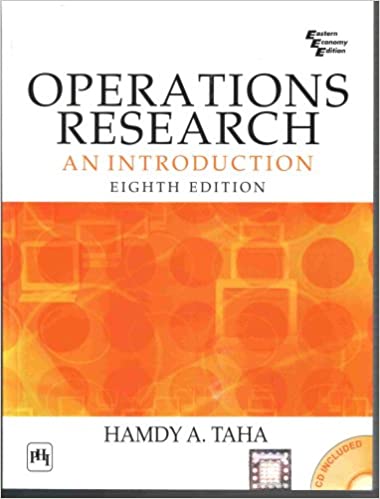 Eastern
Economy
Edition
OPERATIONS
RESEARCH
AN INTRODUCTION
EIGHTH EDITION
PHI
HAMDY A. TAHA
CD INCLUDED